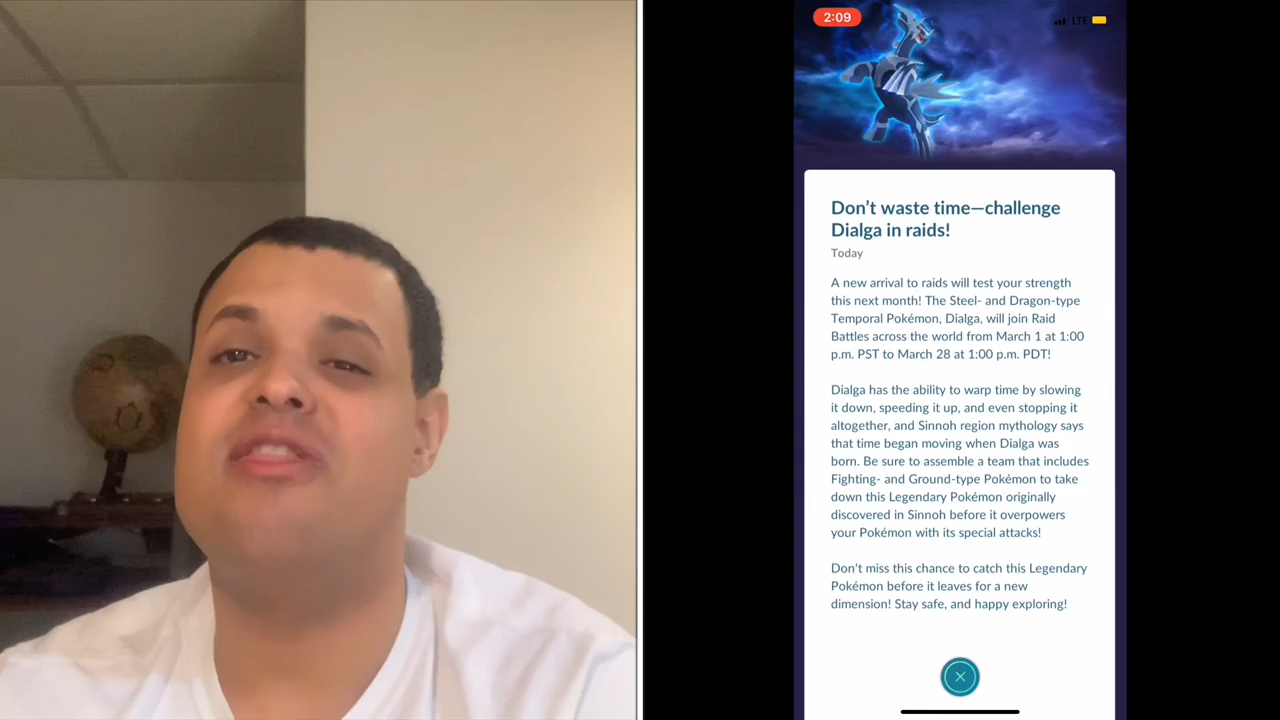 2:09
LTE
Don’t waste time—challenge
Dialga in raids!
Today
A new arrival to raids will test your strength
this next month! The Steel- and Dragon-type
Temporal Pokémon, Dialga, will join Raid
Battles across the world from March 1 at 1:00
p.m. PST to March 28 at 1:00 p.m. PDT!
Dialga has the ability to warp time by slowing
it down, speeding it up, and even stopping it
altogether, and Sinnoh region mythology says
that time began moving when Dialga was
born. Be sure to assemble a team that includes
Fighting- and Ground-type Pokémon to take
down this Legendary Pokémon originally
discovered in Sinnoh before it overpowers
your Pokémon with its special attacks!
Don’t miss this chance to catch this Legendary
Pokémon before it leaves for a new
dimension! Stay safe, and happy exploring!